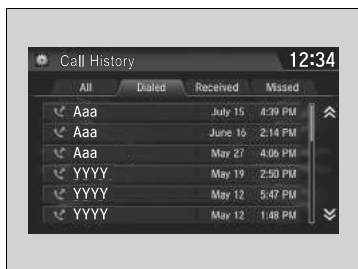 Call History 12:34
All Dialed Received Missed
Aaa July 15 4:39 PM
Aaa June 16 2:14 PM
Aaa May 27 4:06 PM
YYYY May 19 2:50 PM
YYYY May 12 5:47 PM
YYYY May 12 1:48 PM